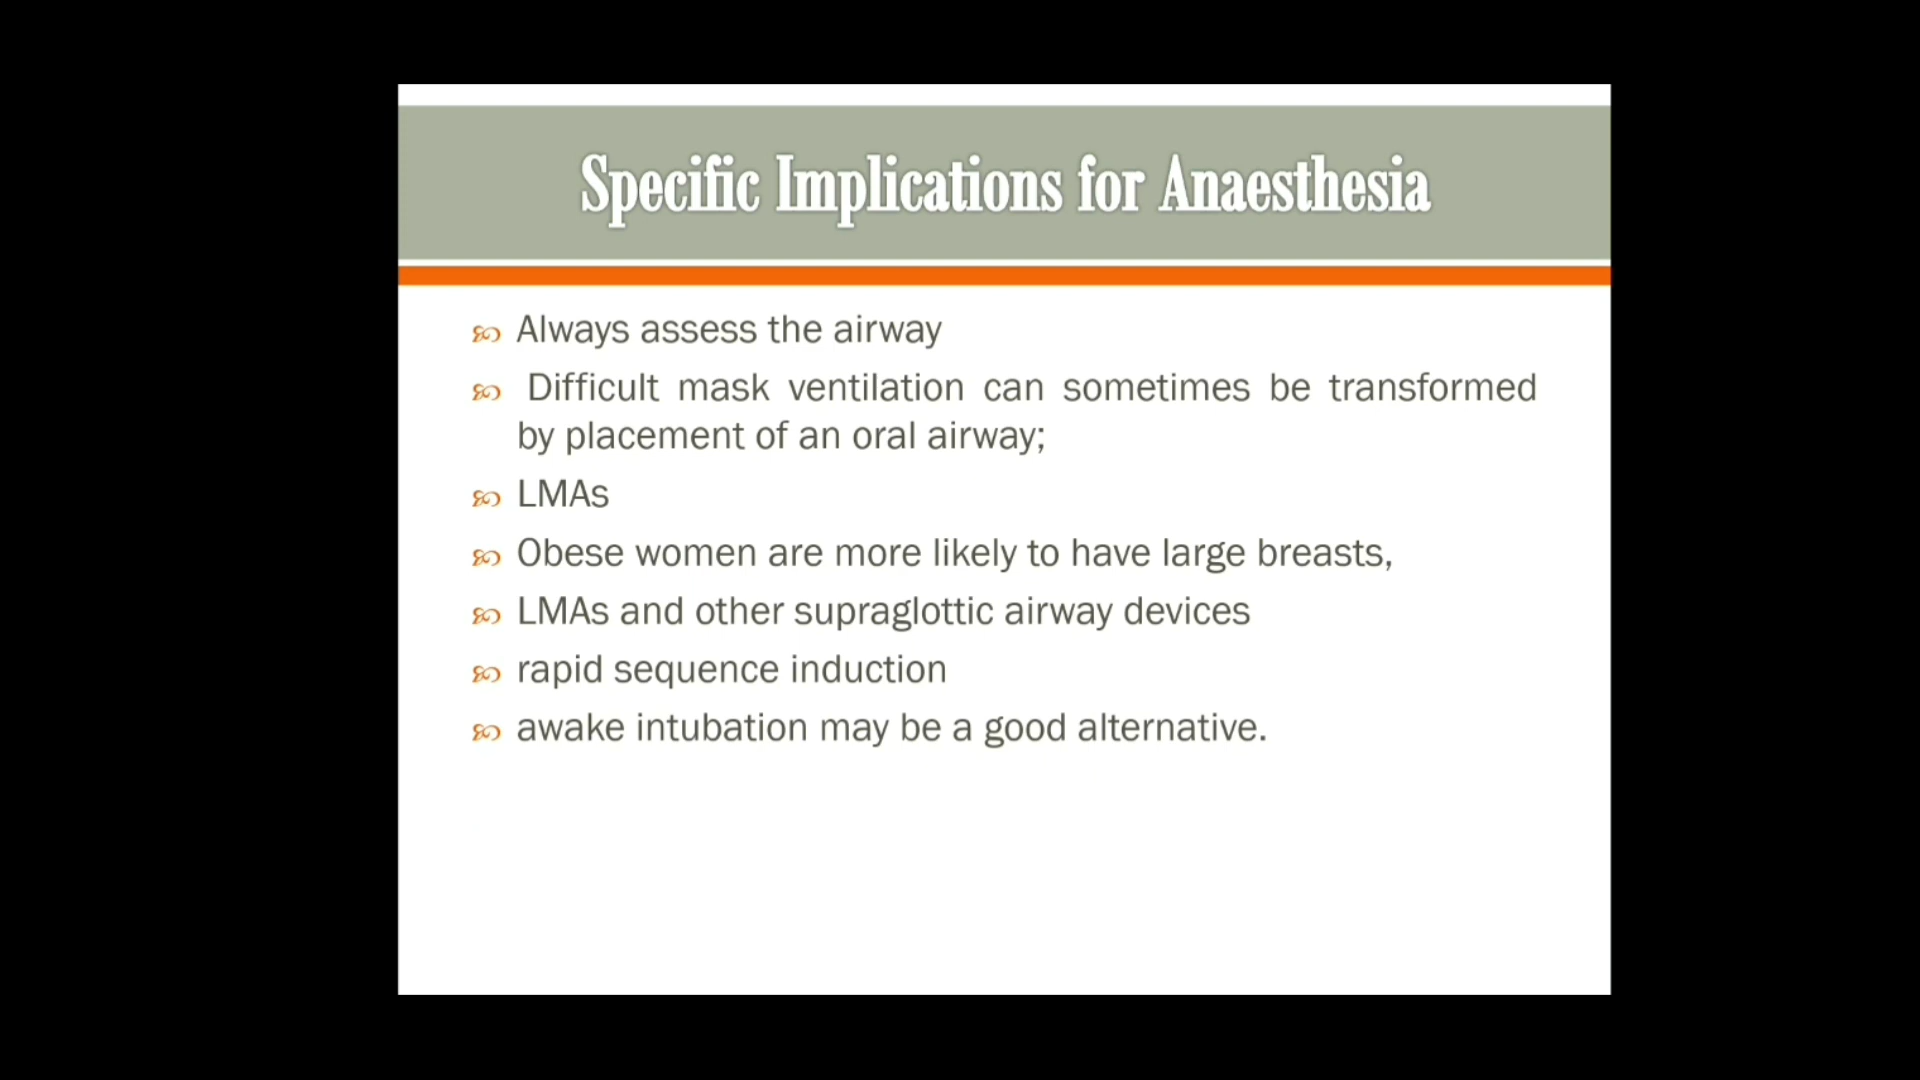 Specific Implications for Anaesthesia
Always assess the airway
Difficult mask ventilation can sometimes be transformed
by placement of an oral airway;
LMAs
Obese women are more likely to have large breasts,
LMAs and other supraglottic airway devices
rapid sequence induction
awake intubation may be a good alternative.